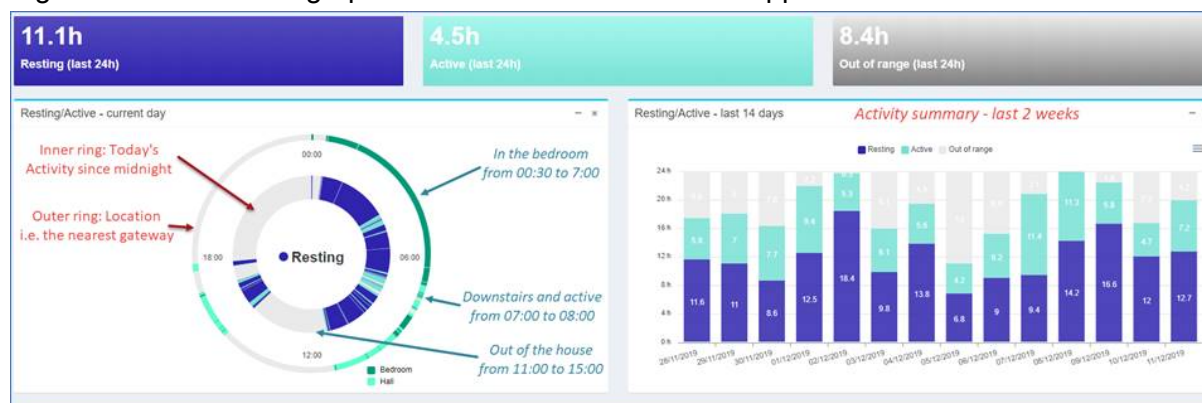 11.1h
Resting (last 24h)
4.5h
Active (last 24h)
8.4h
Out of range (last 24h)
Resting/Active - current day
Inner ring: Today's
Activity since midnight
Outer ring: Location
i.e. the nearest gateway
00:00
06:00
12:00
18:00
Resting
In the bedroom
from 00:30 to 7:00
Downstairs and active
from 07:00 to 08:00
Out of the house
from 11:00 to 15:00
Bedroom
Hall
Resting/Active - last 14 days
Activity summary - last 2 weeks
Resting Active Out of range
24 h
20 h
16 h
12 h
8 h
4 h
0 h
5.8 7 7.7 9.4 5.3 6.1 5.6 4.2 6.2 11.4 5.8 4.7 7.2
11.6 11 8.6 12.5 18.4 9.8 13.8 6.8 9 9.4 14.2 16.6 12 12.7
28/11/2019 29/11/2019 30/11/2019 01/12/2019 02/12/2019 03/12/2019 04/12/2019 05/12/2019 06/12/2019 07/12/2019 08/12/2019 09/12/2019 10/12/2019 11/12/2019